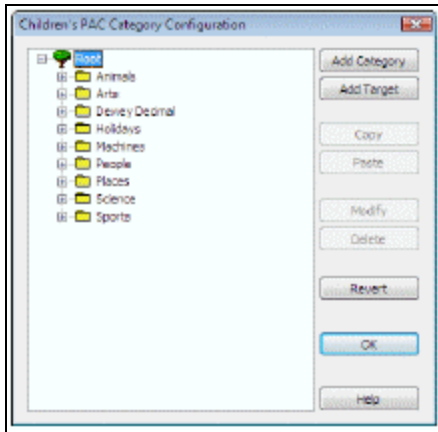 Children's PAC Category Configuration
Root
Animals
Arts
Dewey Decimal
Holidays
Machines
People
Places
Science
Sports
Add Category
Add Target
Copy
Paste
Modify
Delete
Revert
OK
Help